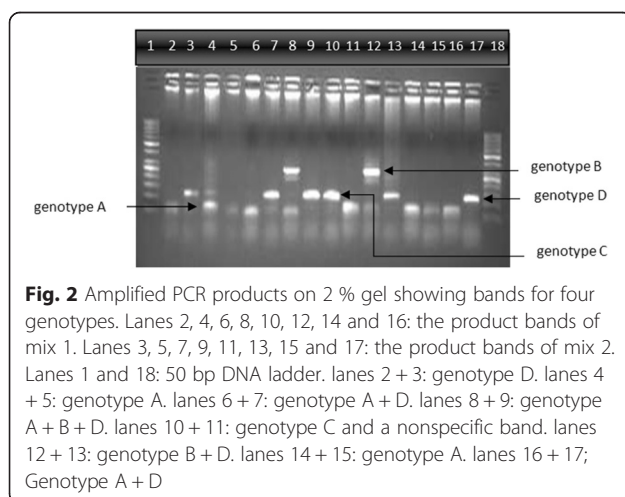 1 2 3 4 5 6 7 8 9 10 11 12 13 14 15 16 17 18
genotype B
genotype A
genotype D
genotype C
Fig. 2 Amplified PCR products on 2 % gel showing bands for four
genotypes. Lanes 2, 4, 6, 8, 10, 12, 14 and 16: the product bands of
mix 1. Lanes 3, 5, 7, 9, 11, 13, 15 and 17: the product bands of mix 2.
Lanes 1 and 18: 50 bp DNA ladder. lanes 2 + 3: genotype D. lanes 4
+ 5: genotype A. lanes 6 + 7: genotype A + D. lanes 8 + 9: genotype
A + B + D. lanes 10 + 11: genotype C and a nonspecific band. lanes
12 + 13: genotype B + D. lanes 14 + 15: genotype A. lanes 16 + 17;
Genotype A + D